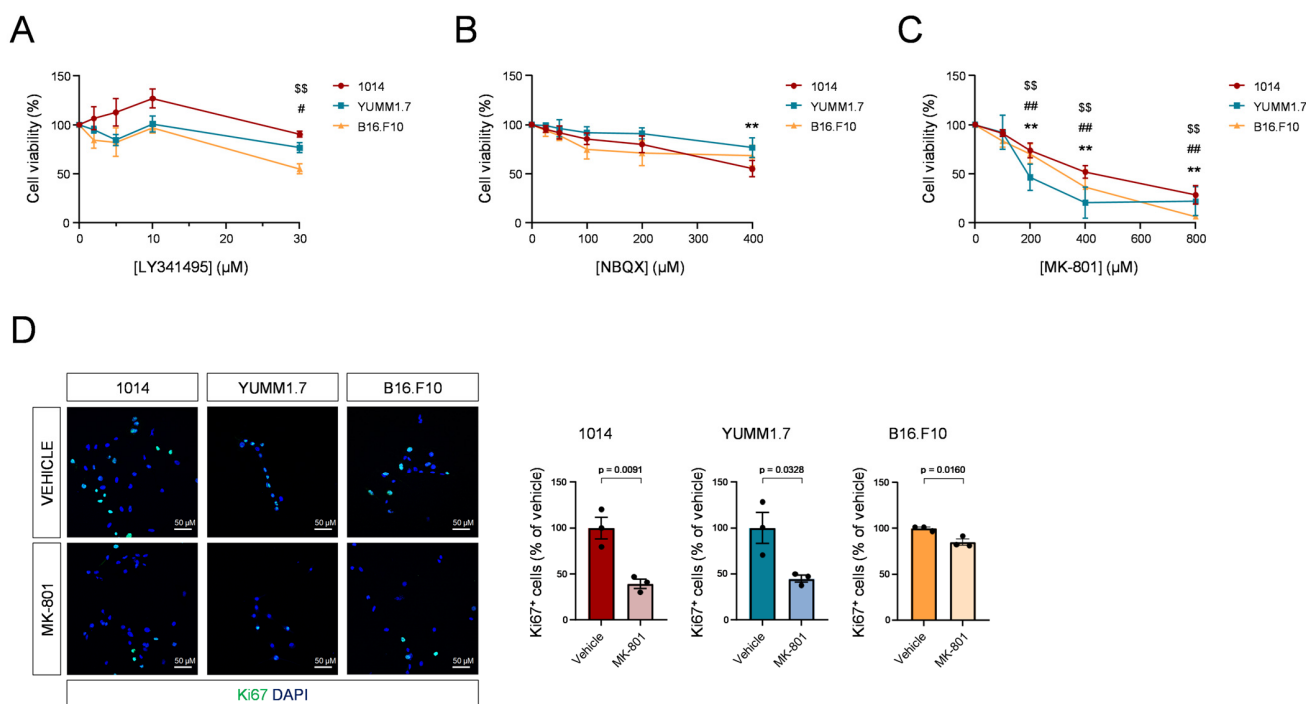 A
150
100
50
0
Cell viability (%)
0
10
20
30
[LY341495] (µM)
$$
#
1014
YUMM1.7
B16.F10
B
150
100
50
0
Cell viability (%)
0
100
200
300
400
[NBQX] (µM)
**
1014
YUMM1.7
B16.F10
C
150
100
50
0
Cell viability (%)
0
200
400
600
800
[MK-801] (µM)
$$
##
**
$$
##
**
$$
##
**
1014
YUMM1.7
B16.F10
D
1014
YUMM1.7
B16.F10
VEHICLE
50 µM
50 µM
50 µM
MK-801
50 µM
50 µM
50 µM
Ki67 DAPI
1014
p = 0.0091
150
100
50
0
Ki67⁺ cells (% of vehicle)
Vehicle
MK-801
YUMM1.7
p = 0.0328
150
100
50
0
Ki67⁺ cells (% of vehicle)
Vehicle
MK-801
B16.F10
p = 0.0160
150
100
50
0
Ki67⁺ cells (% of vehicle)
Vehicle
MK-801